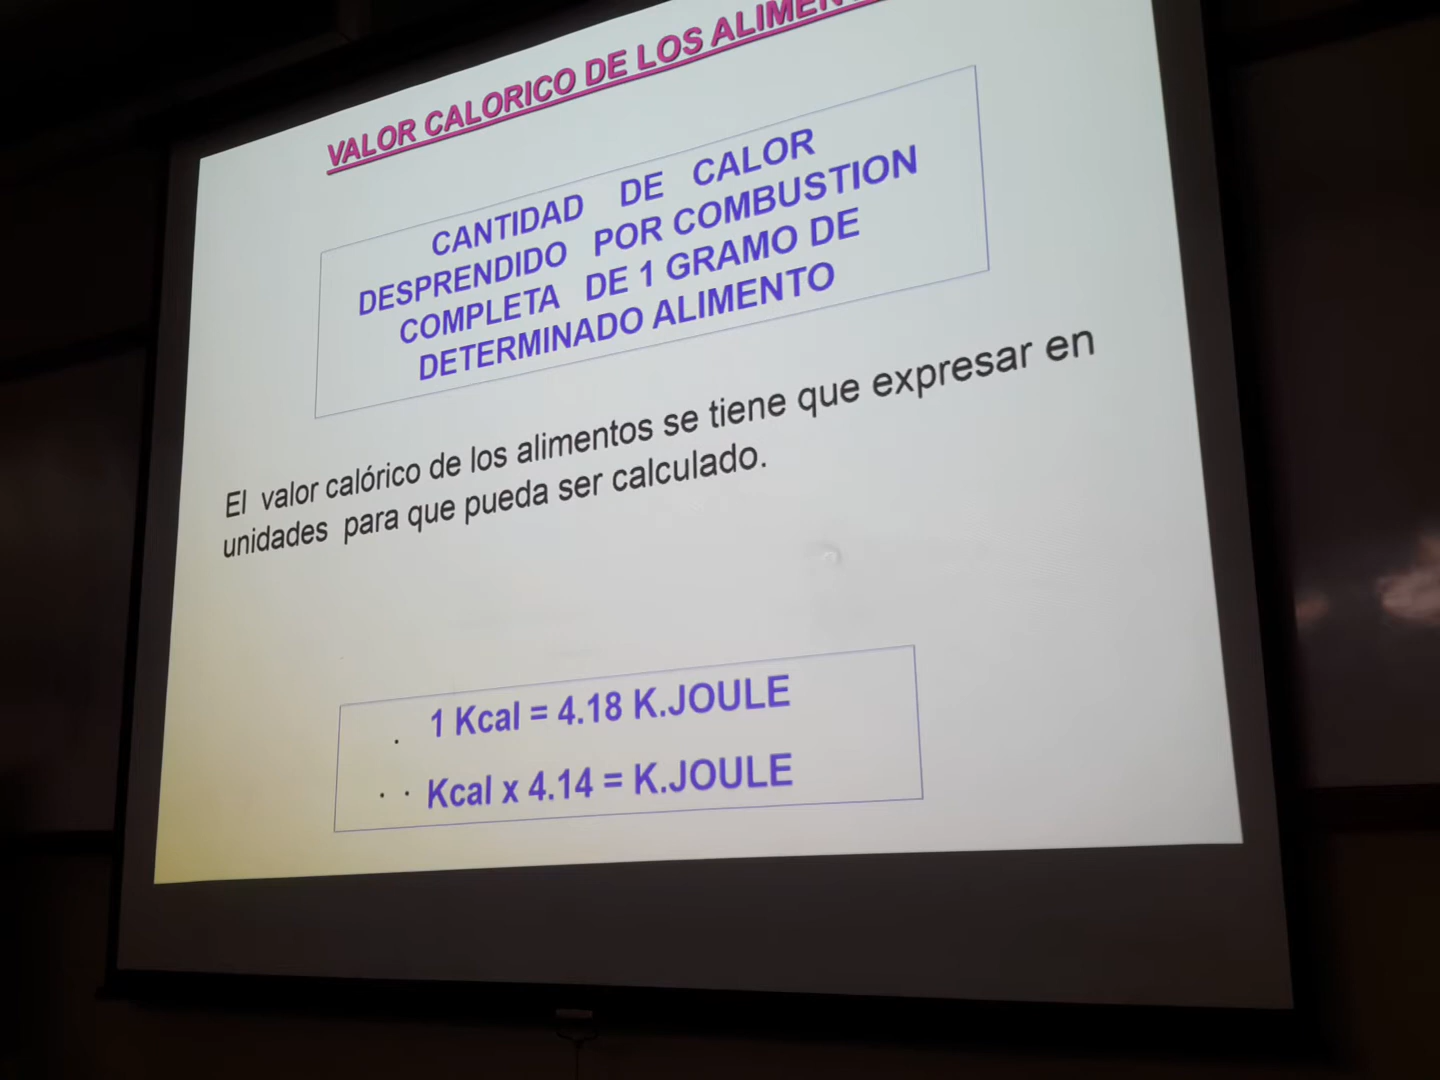 VALOR CALORICO DE LOS
CANTIDAD DE CALOR
DESPRENDIDO POR COMBUSTION
COMPLETA DE 1 GRAMO DE
DETERMINADO ALIMENTO
El valor calórico de los alimentos se tiene que expresar en
unidades para que pueda ser calculado.
. 1 Kcal = 4.18 K.JOULE
. . Kcal x 4.14 = K.JOULE